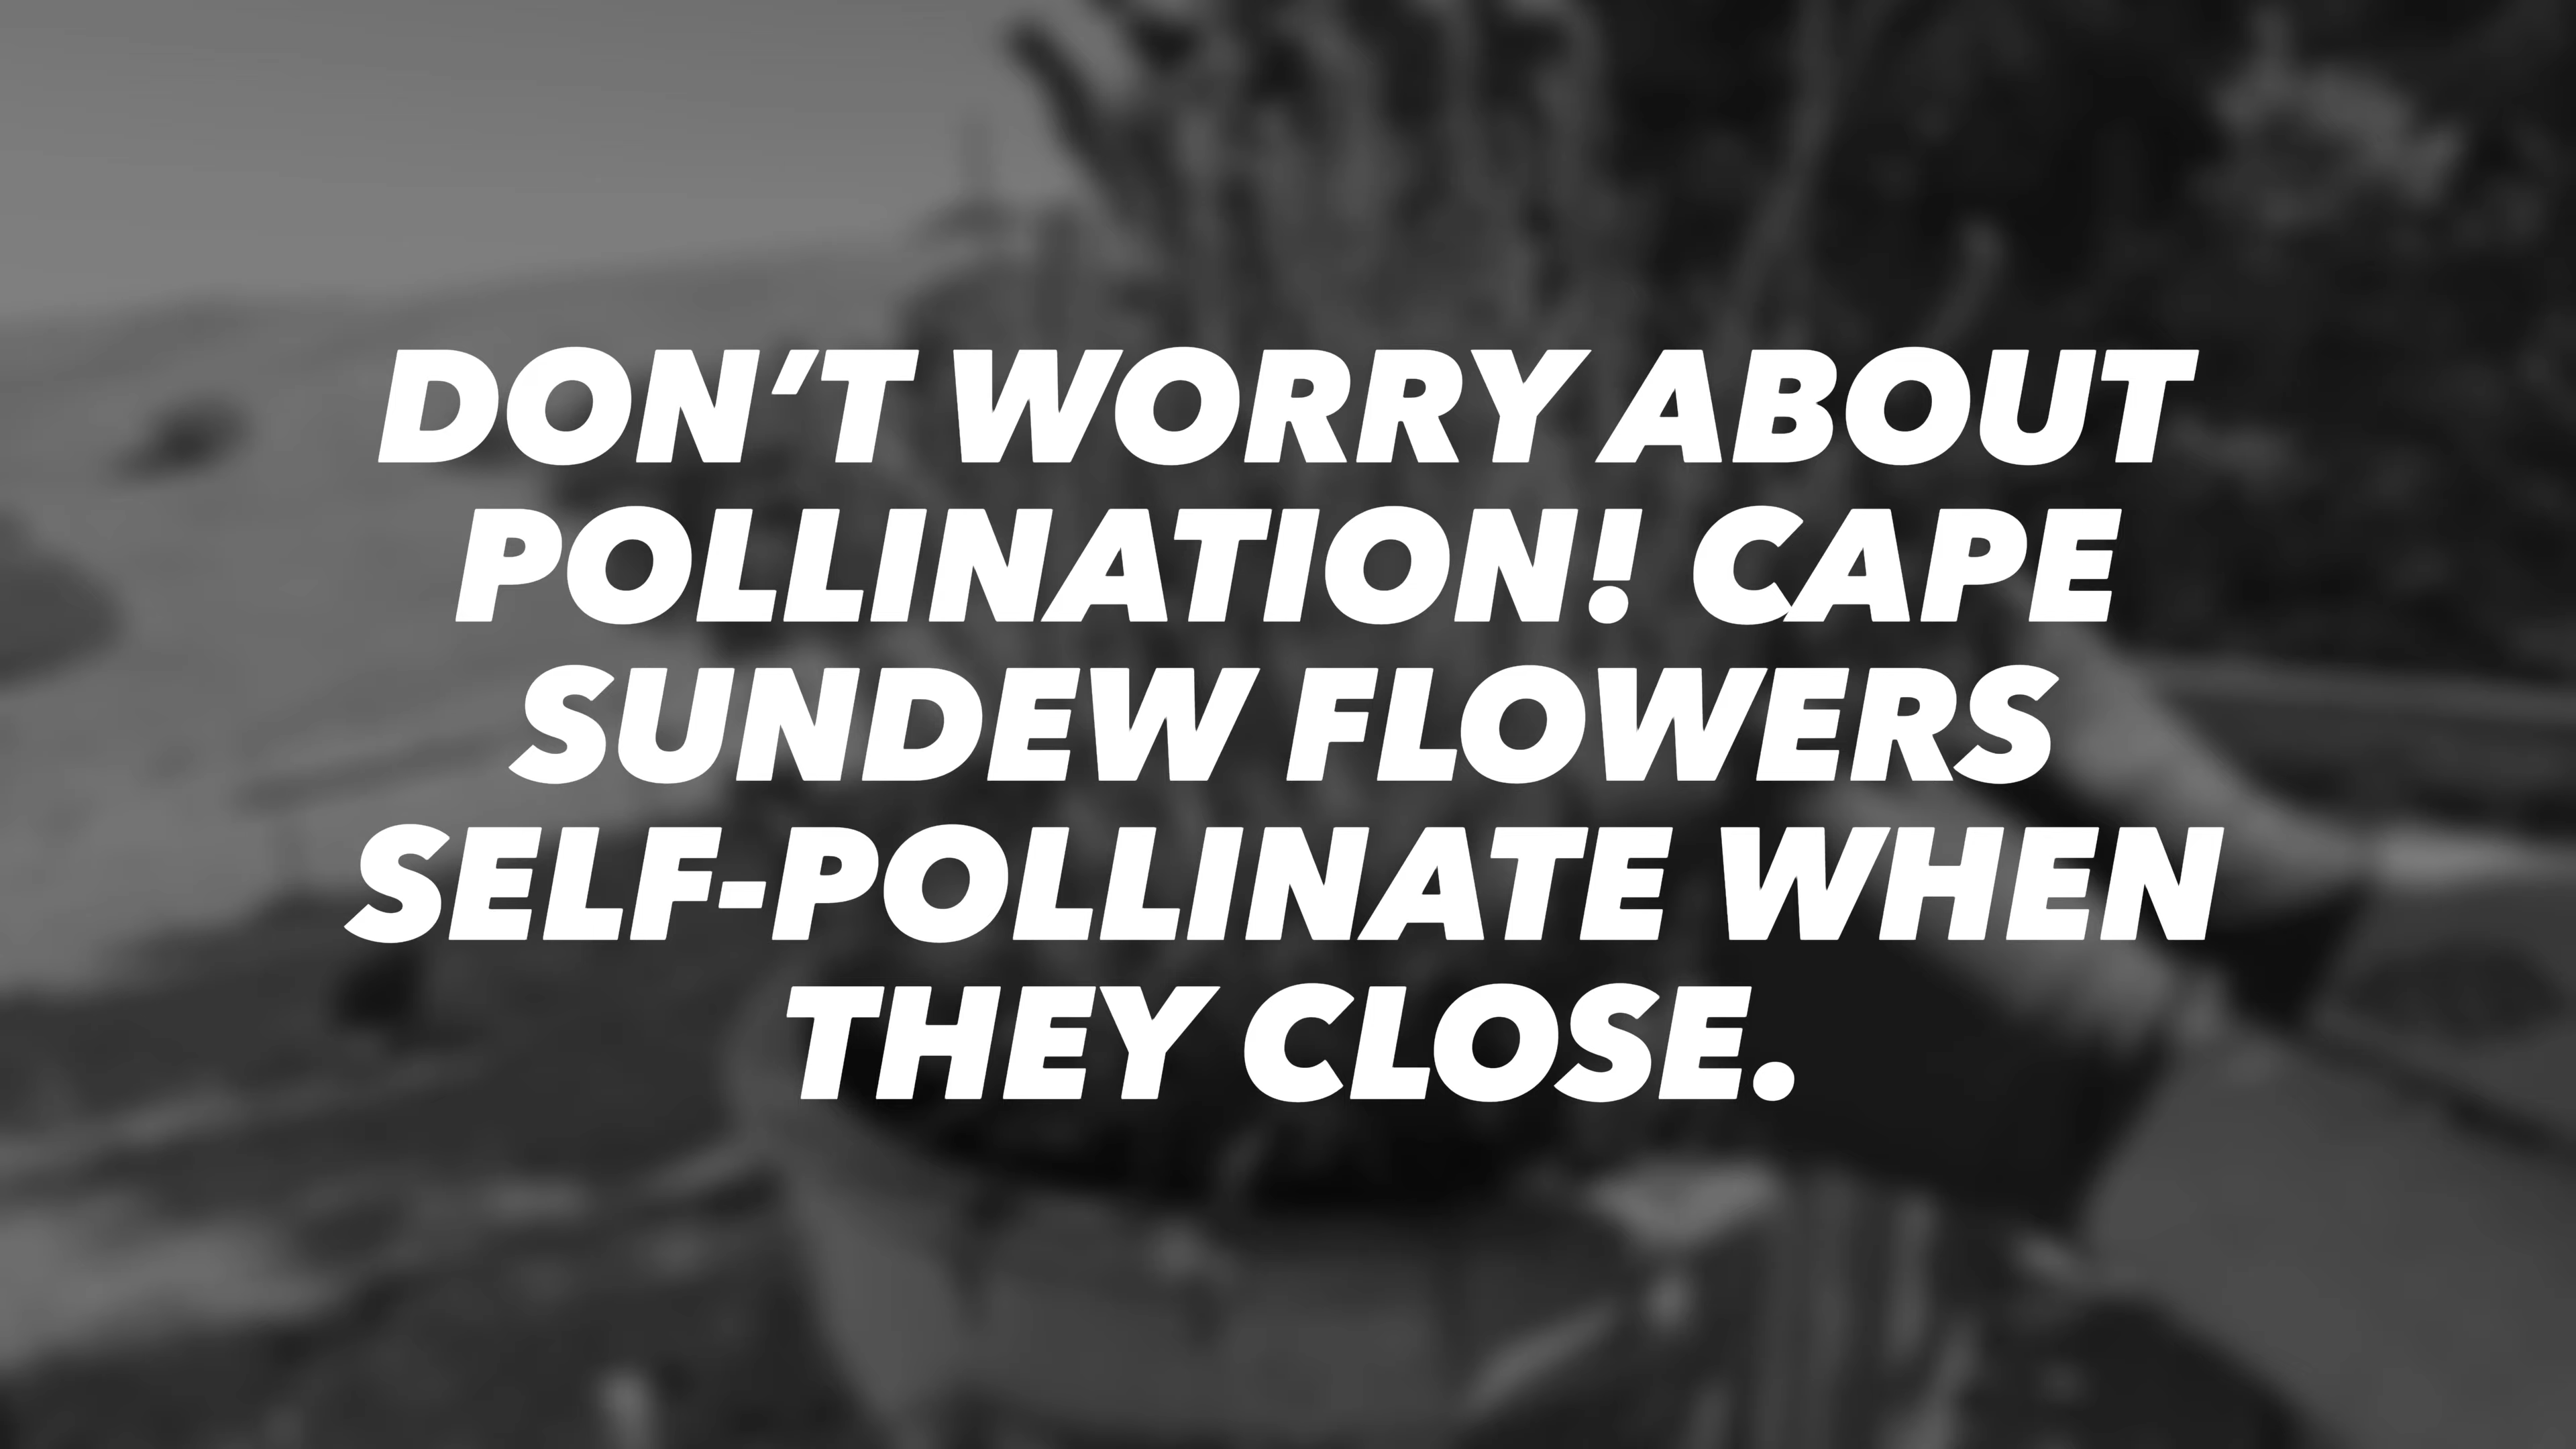 DON’T WORRY ABOUT
POLLINATION! CAPE
SUNDEW FLOWERS
SELF-POLLINATE WHEN
THEY CLOSE.